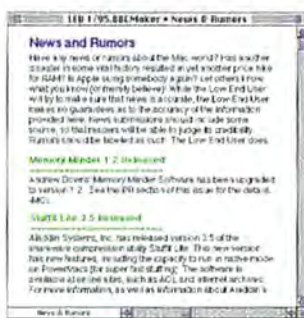 LEU 1/95.BBLMaker • News & Rumors
News and Rumors
Have any news or rumors about the Mac world? Has another
disaster in some vital factory resulted in yet another price hike
for RAM? Is Apple suing somebody again? Let others know
what you know (or merely believe). While the Low End User
will try to make sure that news is accurate, the Low End User
makes no guarantees as to the accuracy of the information
provided here. News submissions should include some
source, so that readers will be able to judge its credibility.
Rumors should be labeled as such. The Low End User does
Memory Minder 1.2 Released
Andrew Downs' Memory Minder Software has been upgraded
to version 1.2. See the PR section of this issue for the details.
StuffIt Lite 3.5 Released
Aladdin Systems, Inc. has released version 3.5 of the
shareware compression utility StuffIt Lite. This new version
has new features, including the capacity to run in native mode
on PowerMacs (for super fast stuffing). The software is
available at online sites, such as AOL and internet archives.
For more information, as well as information about Aladdin's
News & Rumors